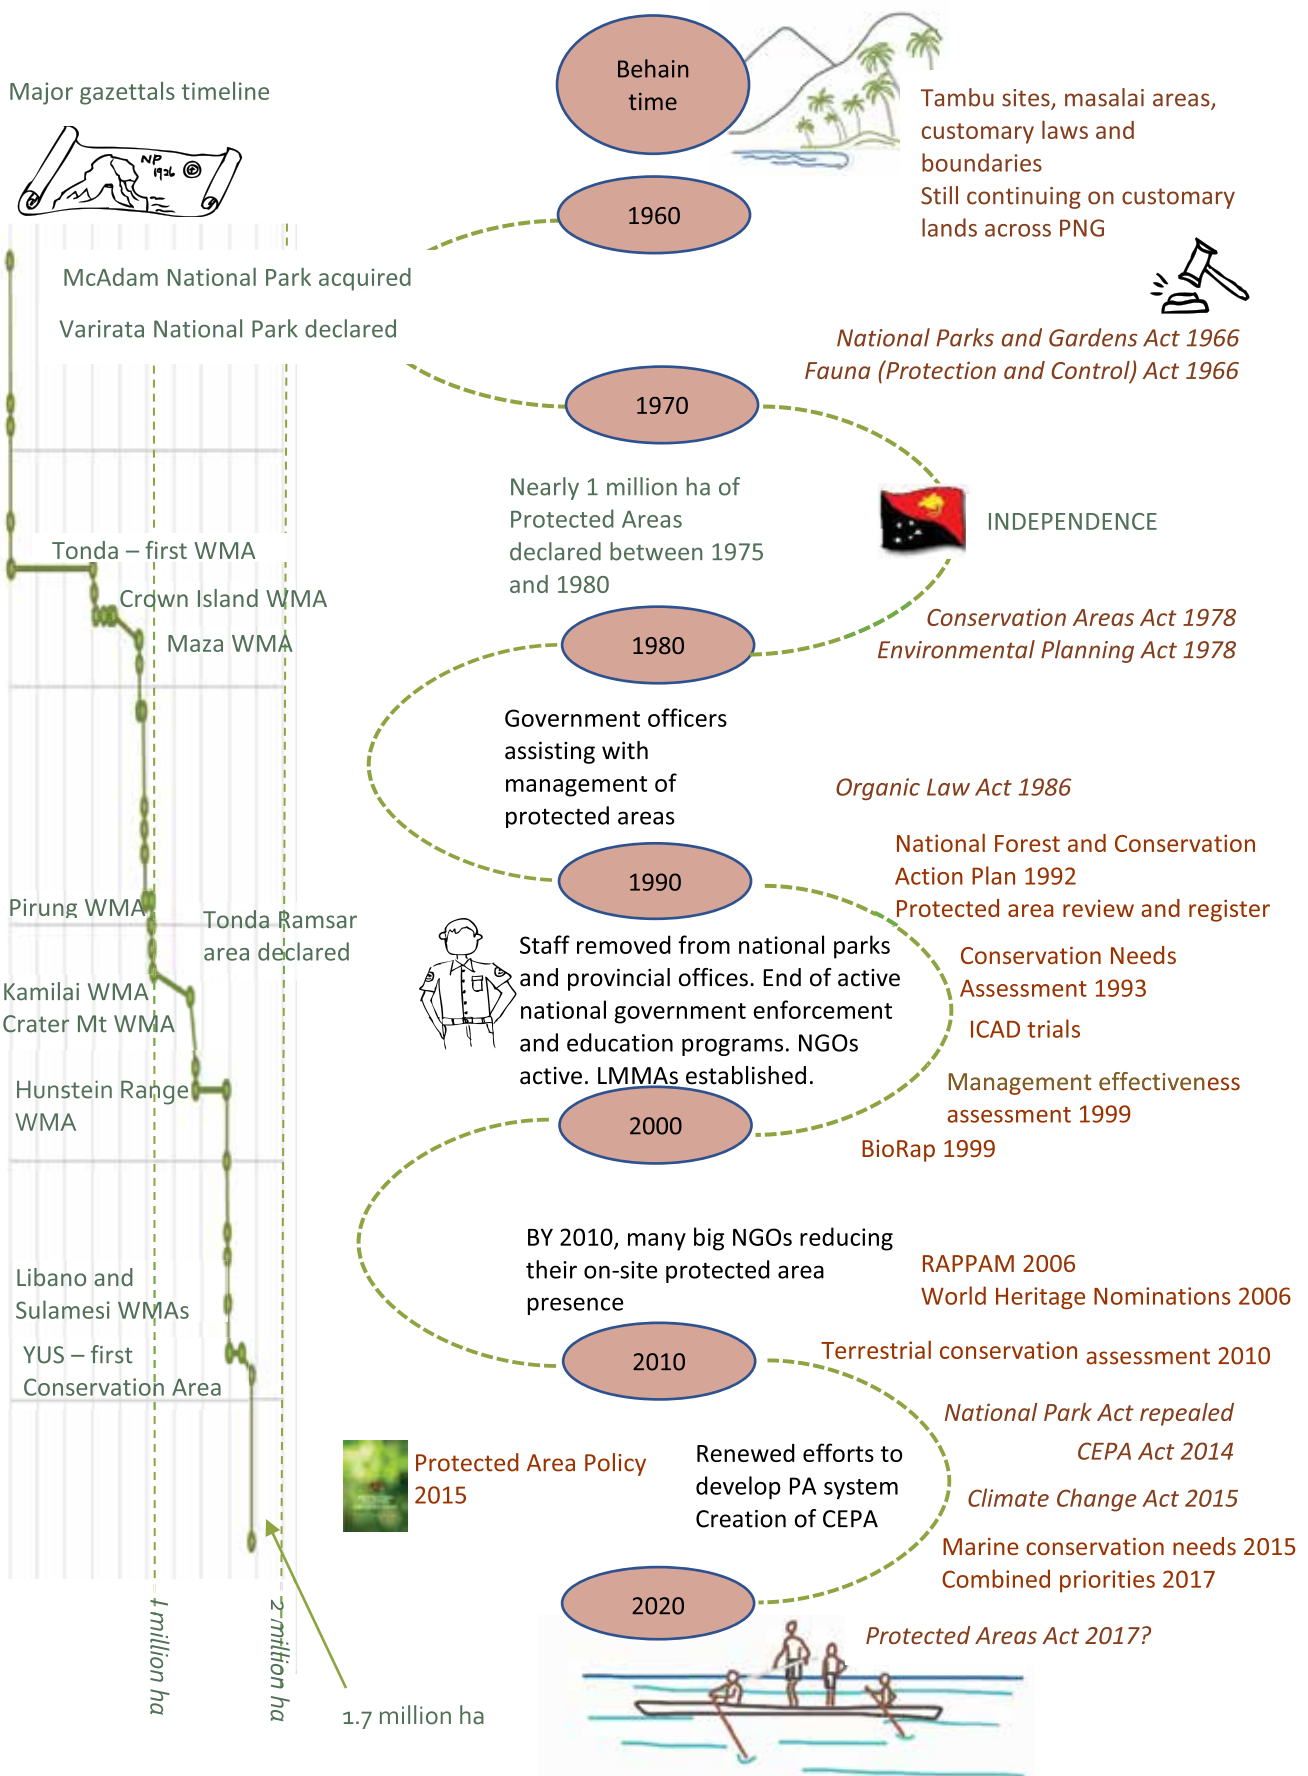 Behain
time
Major gazettals timeline
NP
1926
Tambu sites, masalai areas,
customary laws and
boundaries
Still continuing on customary
lands across PNG
1960
McAdam National Park acquired
Varirata National Park declared
National Parks and Gardens Act 1966
Fauna (Protection and Control) Act 1966
1970
Nearly 1 million ha of
Protected Areas
declared between 1975
and 1980
INDEPENDENCE
Tonda – first WMA
Crown Island WMA
Maza WMA
Conservation Areas Act 1978
Environmental Planning Act 1978
1980
Government officers
assisting with
management of
protected areas
Organic Law Act 1986
National Forest and Conservation
Action Plan 1992
Protected area review and register
1990
Pirung WMA
Tonda Ramsar
area declared
Staff removed from national parks
and provincial offices. End of active
national government enforcement
and education programs. NGOs
active. LMMAs established.
Conservation Needs
Assessment 1993
ICAD trials
Kamilai WMA
Crater Mt WMA
Hunstein Range
WMA
Management effectiveness
assessment 1999
BioRap 1999
2000
BY 2010, many big NGOs reducing
their on-site protected area
presence
RAPPAM 2006
World Heritage Nominations 2006
Libano and
Sulamesi WMAs
YUS – first
Conservation Area
2010
Terrestrial conservation assessment 2010
National Park Act repealed
CEPA Act 2014
Climate Change Act 2015
Protected Area Policy
2015
Renewed efforts to
develop PA system
Creation of CEPA
Marine conservation needs 2015
Combined priorities 2017
2020
Protected Areas Act 2017?
1 million ha
2 million ha
1.7 million ha